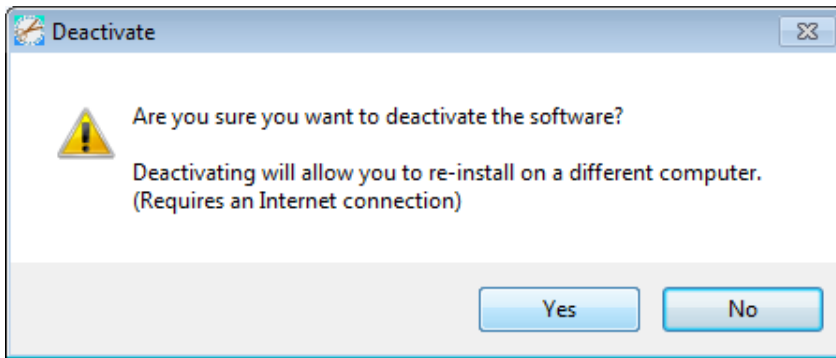 Deactivate
Are you sure you want to deactivate the software?
Deactivating will allow you to re-install on a different computer.
(Requires an Internet connection)
Yes
No